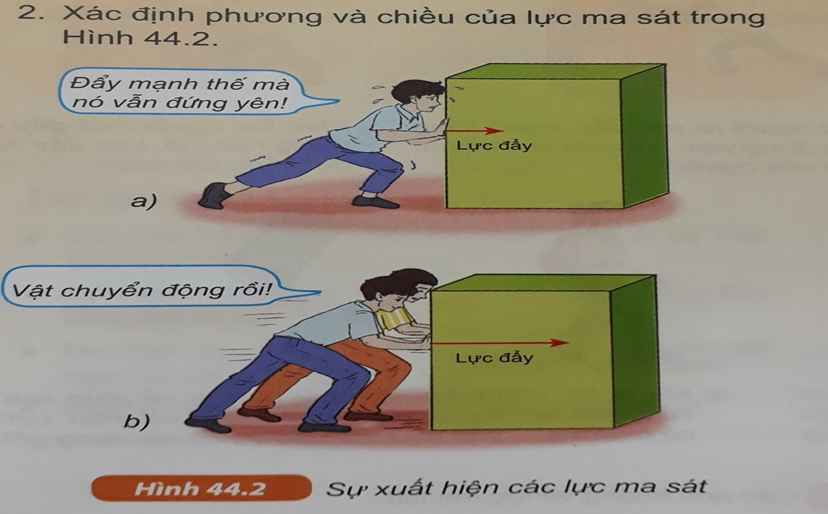 2. Xác định phương và chiều của lực ma sát trong
Hình 44.2.
Đẩy mạnh thế mà
nó vẫn đứng yên!
Lực đẩy
a)
Vật chuyển động rồi!
Lực đẩy
b)
Hình 44.2 Sự xuất hiện các lực ma sát